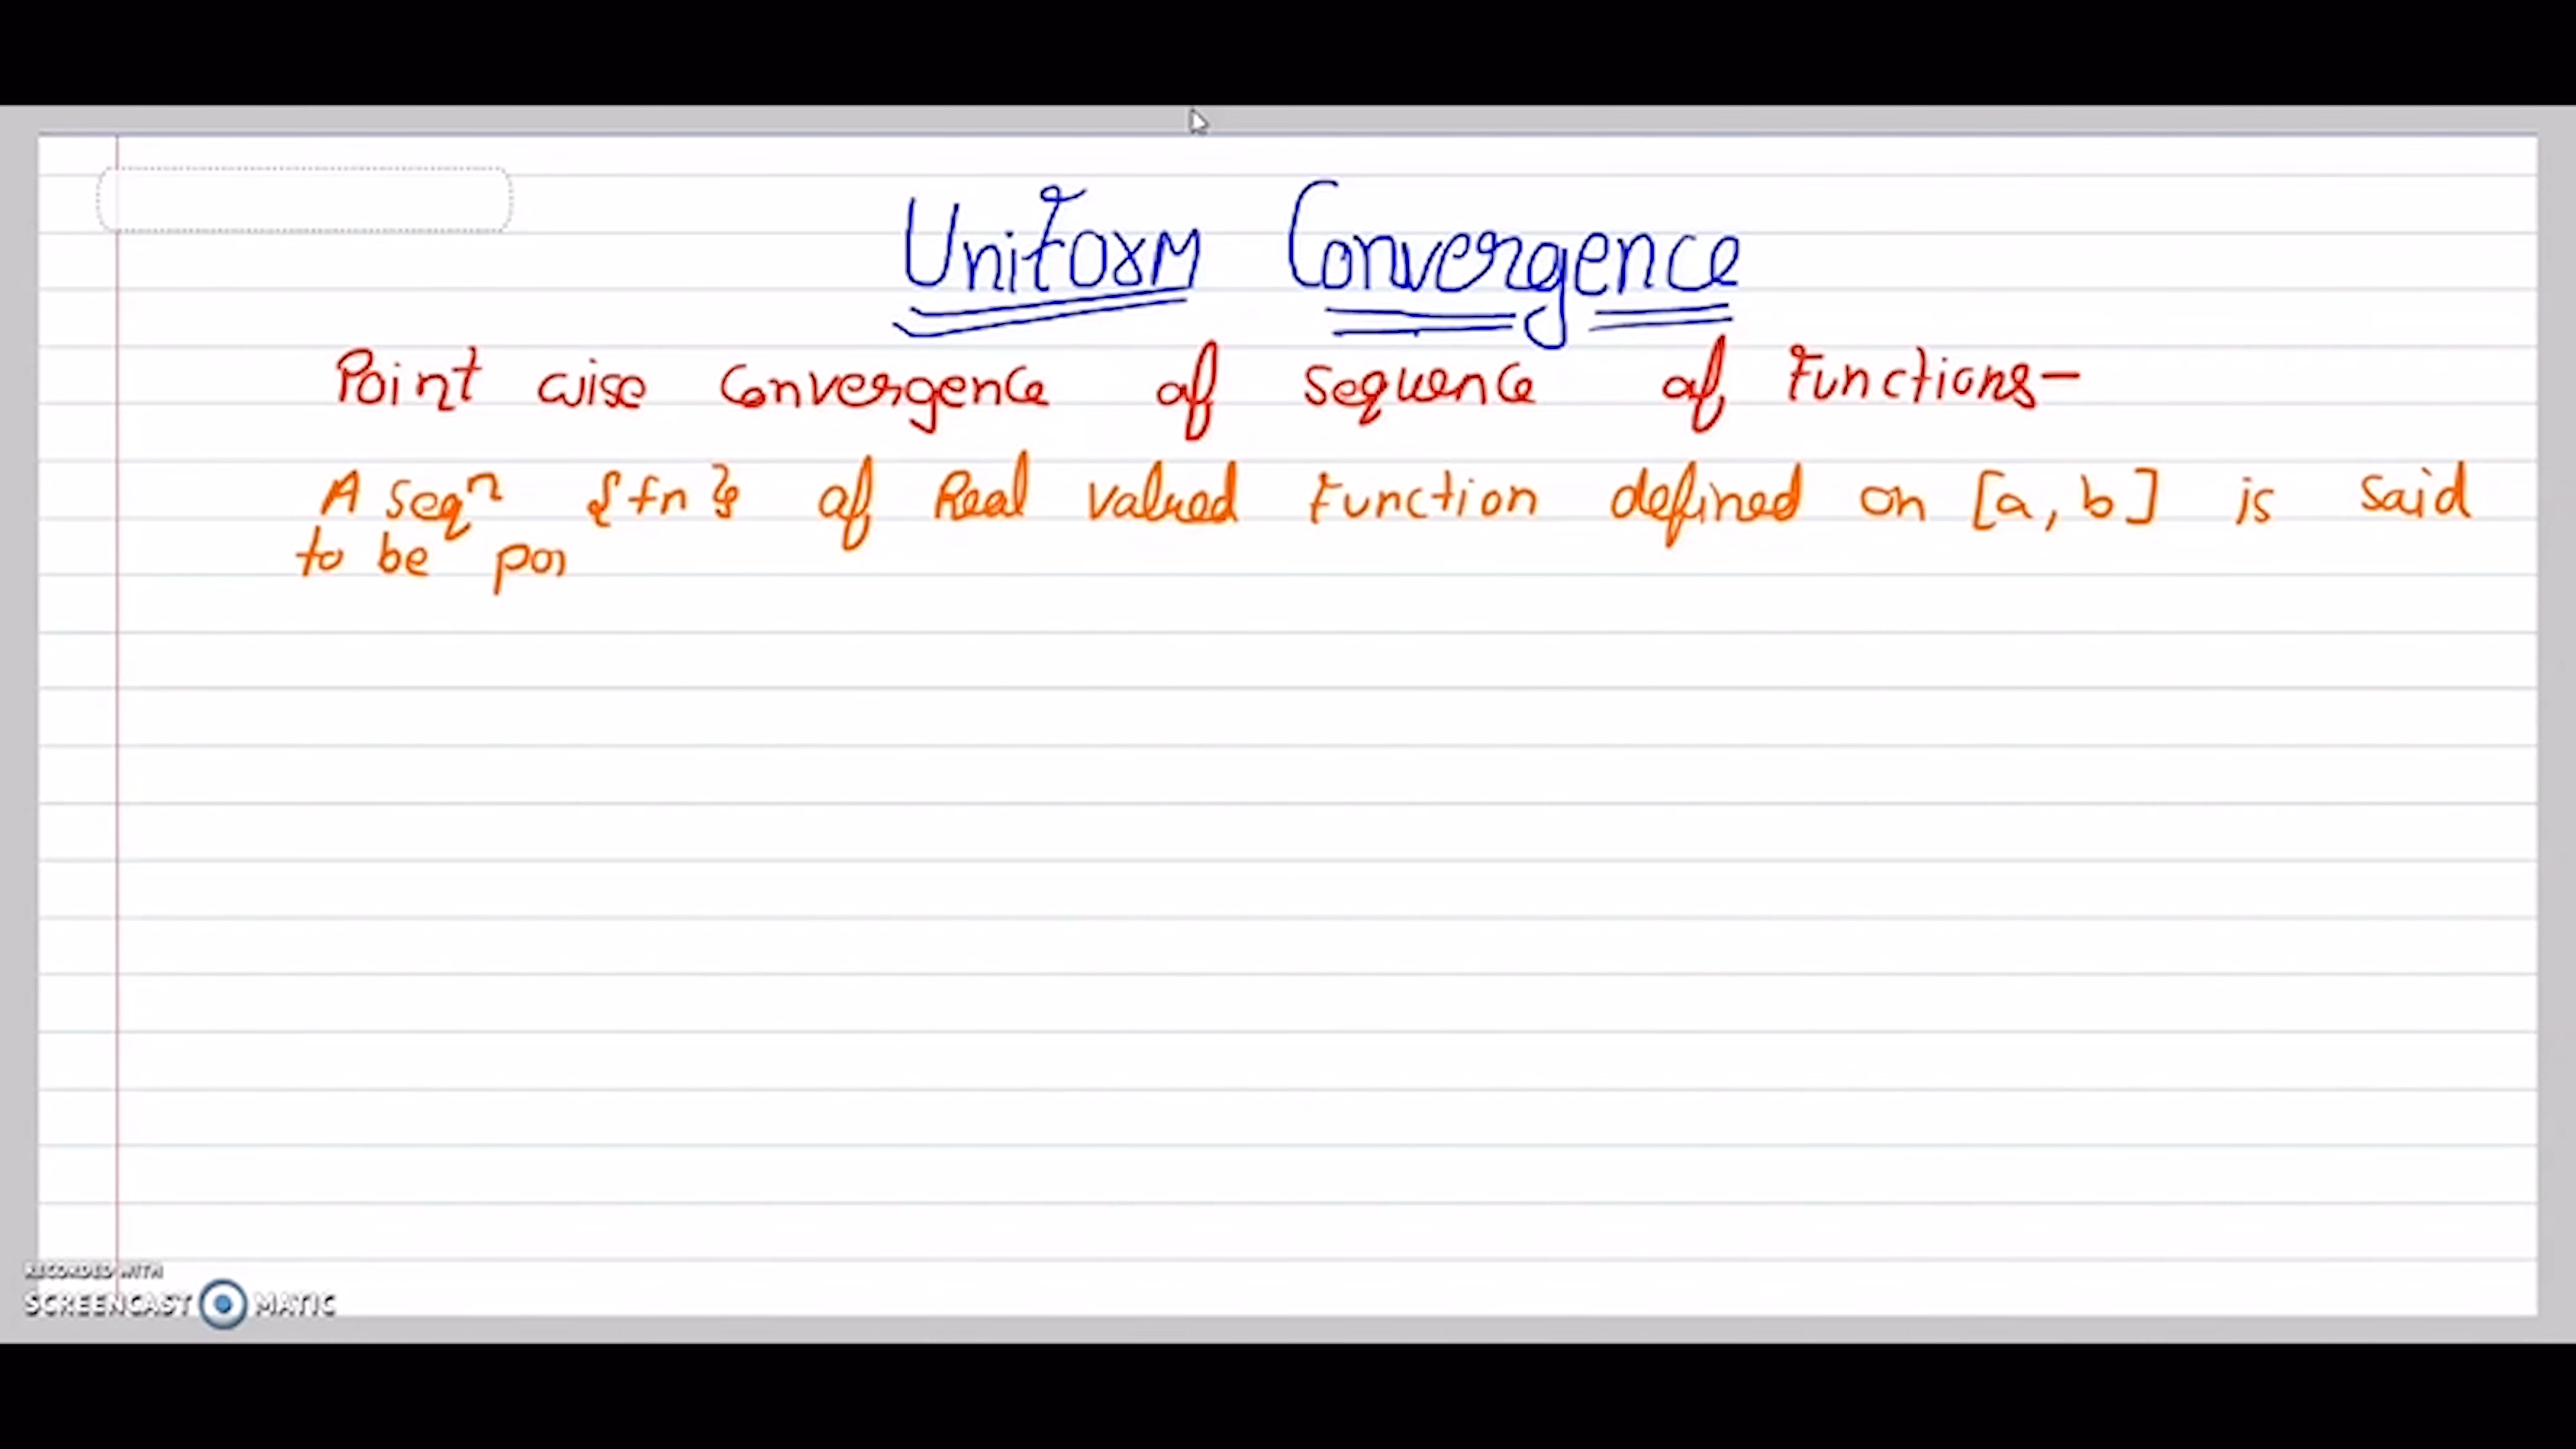 Uniform Convergence
Point wise Convergence of sequence of Functions-
A seqn {fn} of Real valued Function defined on [a, b] is said
to be poi
RECORDED WITH
SCREENCAST MATIC